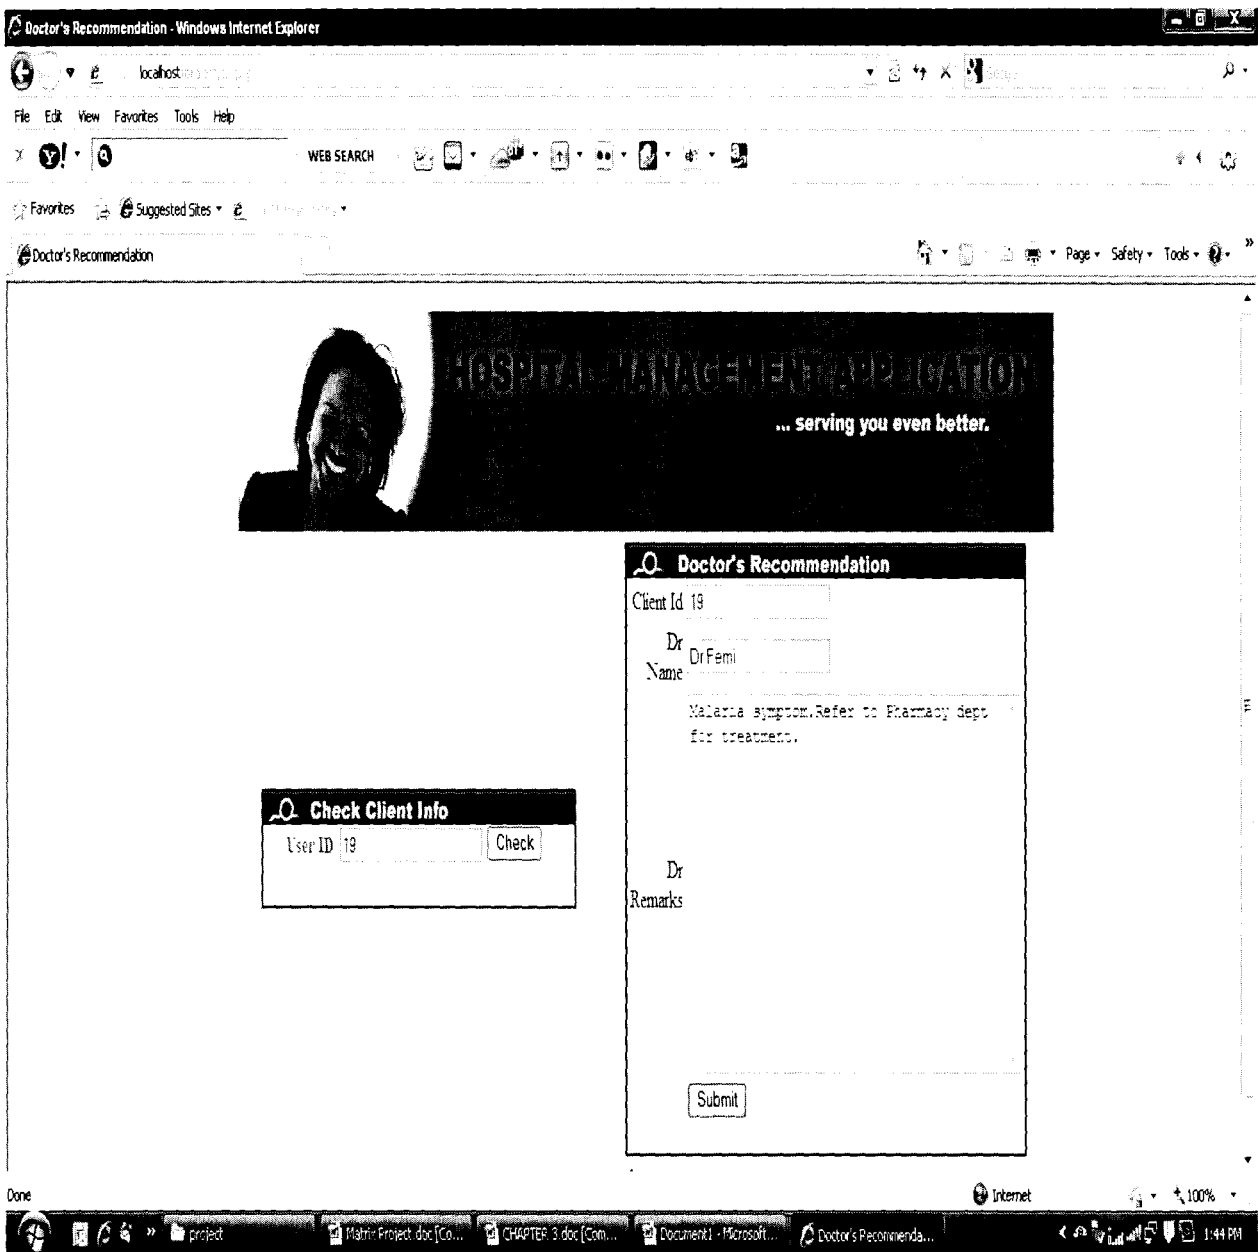 Doctor's Recommendation - Windows Internet Explorer
localhost
File Edit View Favorites Tools Help
Y! WEB SEARCH
Favorites Suggested Sites
Doctor's Recommendation
Page Safety Tools
HOSPITAL MANAGEMENT APPLICATION
... serving you even better.
Doctor's Recommendation
Client Id 19
Dr Name Dr Femi
Malaria symptom.Refer to Pharmacy dept
for treatment.
Check Client Info
User ID 19 Check
Dr
Remarks
Submit
Done Internet 100%
project Matric Project.doc [Co... CHAPTER 3.doc [Com... Document1 - Microsoft... Doctor's Recommenda... 1:44 PM